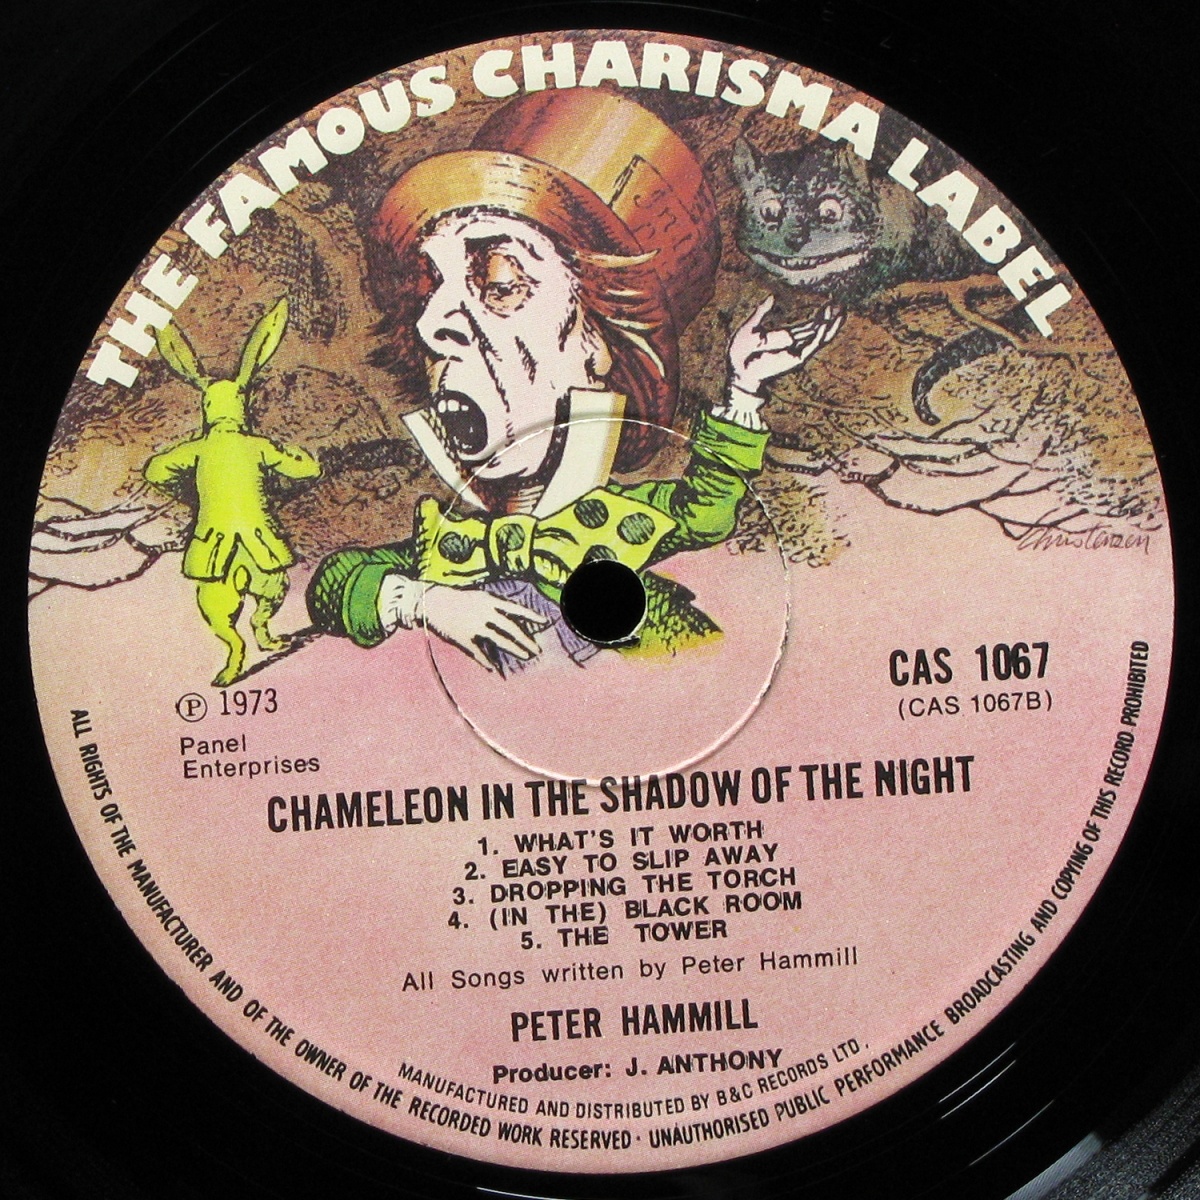 THE FAMOUS CHARISMA LABEL
Christensen
CAS 1067
(CAS 1067B)
Ⓟ 1973
Panel
Enterprises
CHAMELEON IN THE SHADOW OF THE NIGHT
1. WHAT'S IT WORTH
2. EASY TO SLIP AWAY
3. DROPPING THE TORCH
4. (IN THE) BLACK ROOM
5. THE TOWER
All Songs written by Peter Hammill
PETER HAMMILL
Producer: J. ANTHONY
MANUFACTURED AND DISTRIBUTED BY B&C RECORDS LTD.
ALL RIGHTS OF THE MANUFACTURER AND OF THE OWNER OF THE RECORDED WORK RESERVED · UNAUTHORISED PUBLIC PERFORMANCE BROADCASTING AND COPYING OF THIS RECORD PROHIBITED